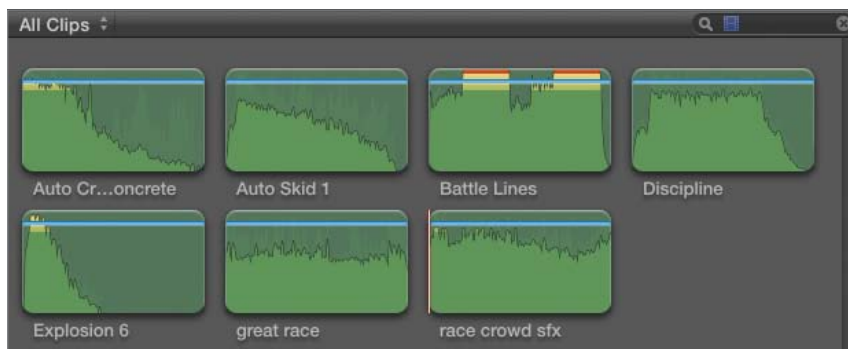 All Clips
Auto Cr...oncrete
Auto Skid 1
Battle Lines
Discipline
Explosion 6
great race
race crowd sfx